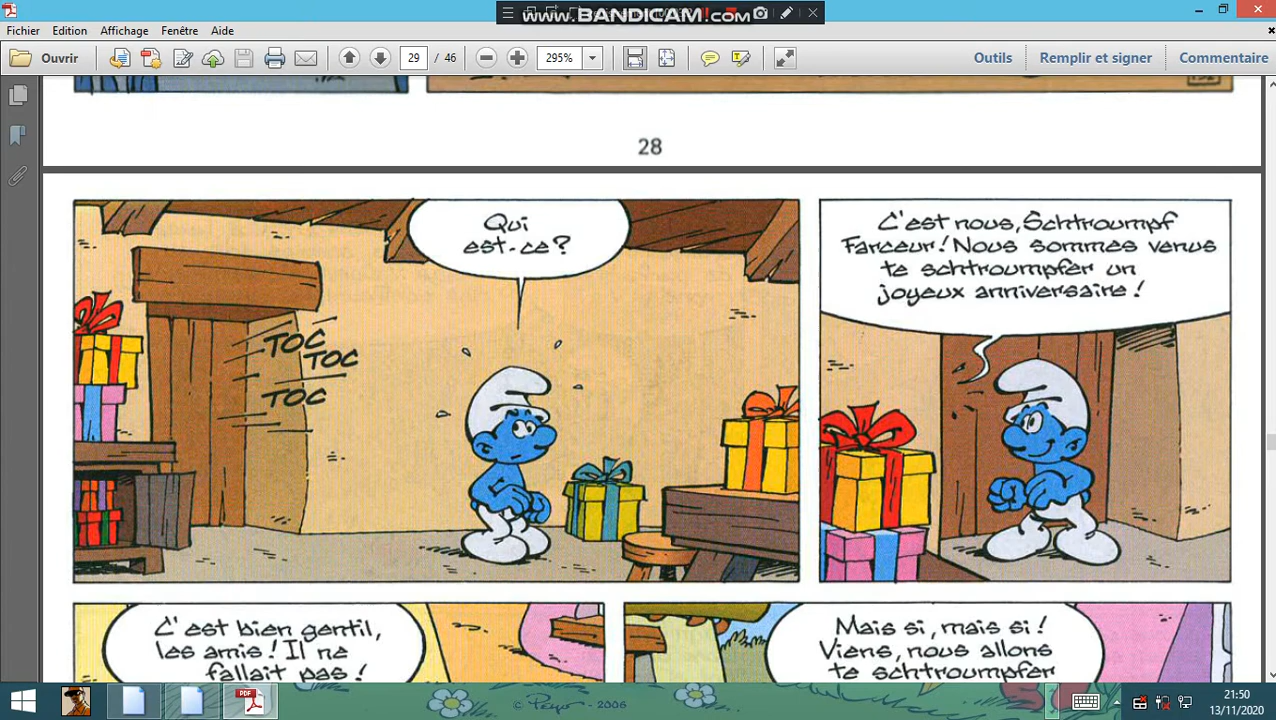 www.BANDICAM.com
Fichier Edition Affichage Fenêtre Aide
Ouvrir 29 / 46 295% Outils Remplir et signer Commentaire
28
Qui
est-ce?
TOC
TOC
TOC
C'est nous, Schtroumpf
Farceur! Nous sommes venus
te schtroumpfer un
joyeux anniversaire!
C'est bien gentil,
les amis! Il ne
fallait pas!
Mais si, mais si!
Viens, nous allons
te schtroumpfer
© Peyo - 2006
PDF
21:50
13/11/2020